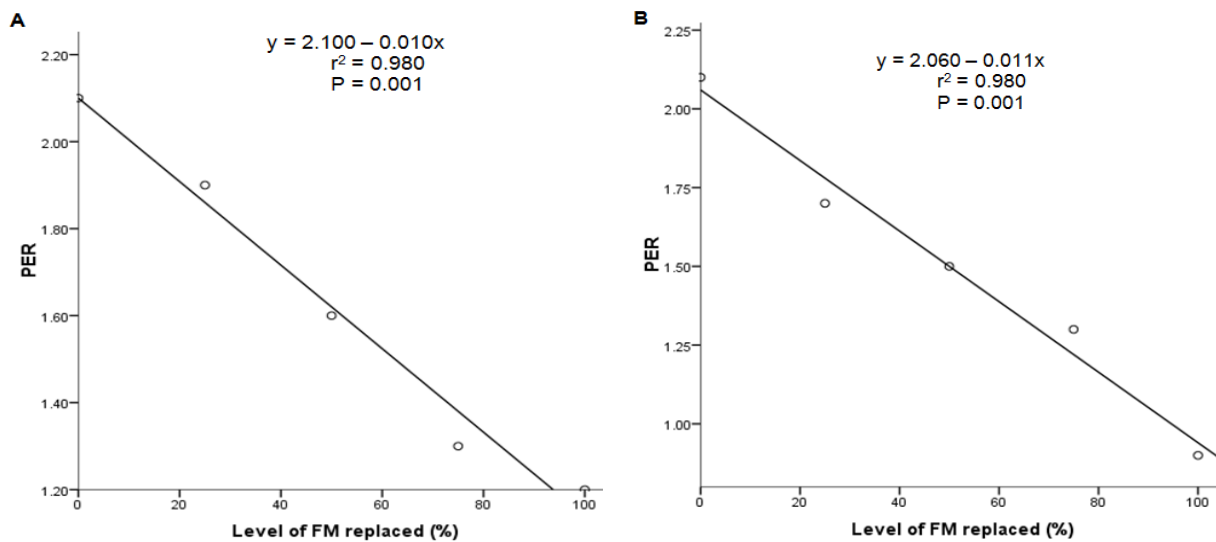 A
y = 2.100 – 0.010x
r² = 0.980
P = 0.001
2.20
2.00
1.80
1.60
1.40
1.20
PER
0
20
40
60
80
100
Level of FM replaced (%)
B
y = 2.060 – 0.011x
r² = 0.980
P = 0.001
2.25
2.00
1.75
1.50
1.25
1.00
PER
0
20
40
60
80
100
Level of FM replaced (%)